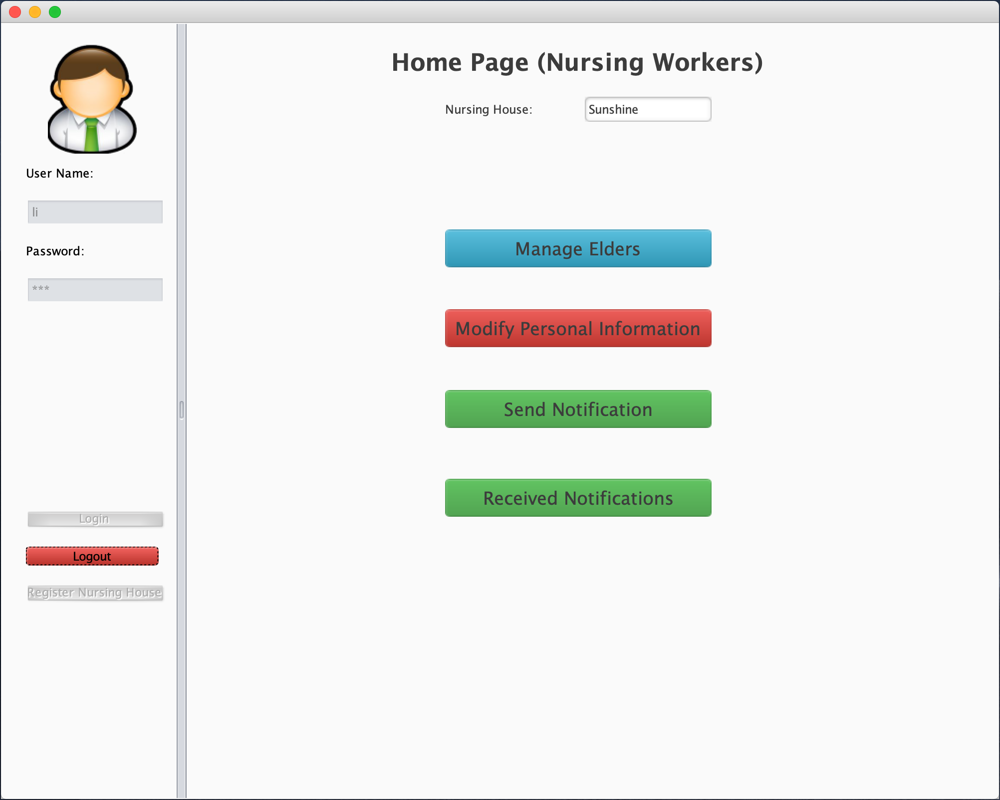 Home Page (Nursing Workers)
Nursing House:
Sunshine
User Name:
li
Password:
***
Manage Elders
Modify Personal Information
Send Notification
Received Notifications
Login
Logout
Register Nursing House